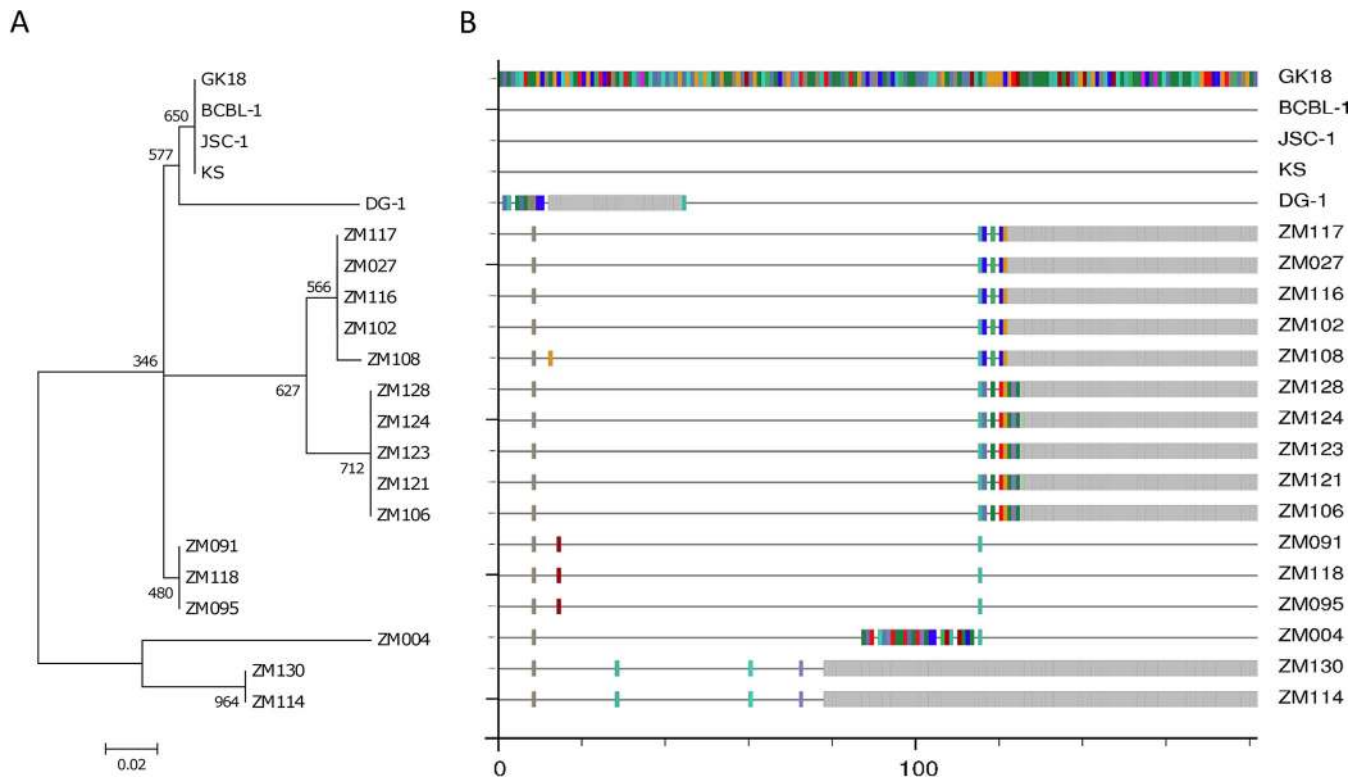 A
B
GK18
BCBL-1
JSC-1
KS
DG-1
ZM117
ZM027
ZM116
ZM102
ZM108
ZM128
ZM124
ZM123
ZM121
ZM106
ZM091
ZM118
ZM095
ZM004
ZM130
ZM114
650
577
566
346
627
712
480
964
0.02
GK18
BCBL-1
JSC-1
KS
DG-1
ZM117
ZM027
ZM116
ZM102
ZM108
ZM128
ZM124
ZM123
ZM121
ZM106
ZM091
ZM118
ZM095
ZM004
ZM130
ZM114
0
100